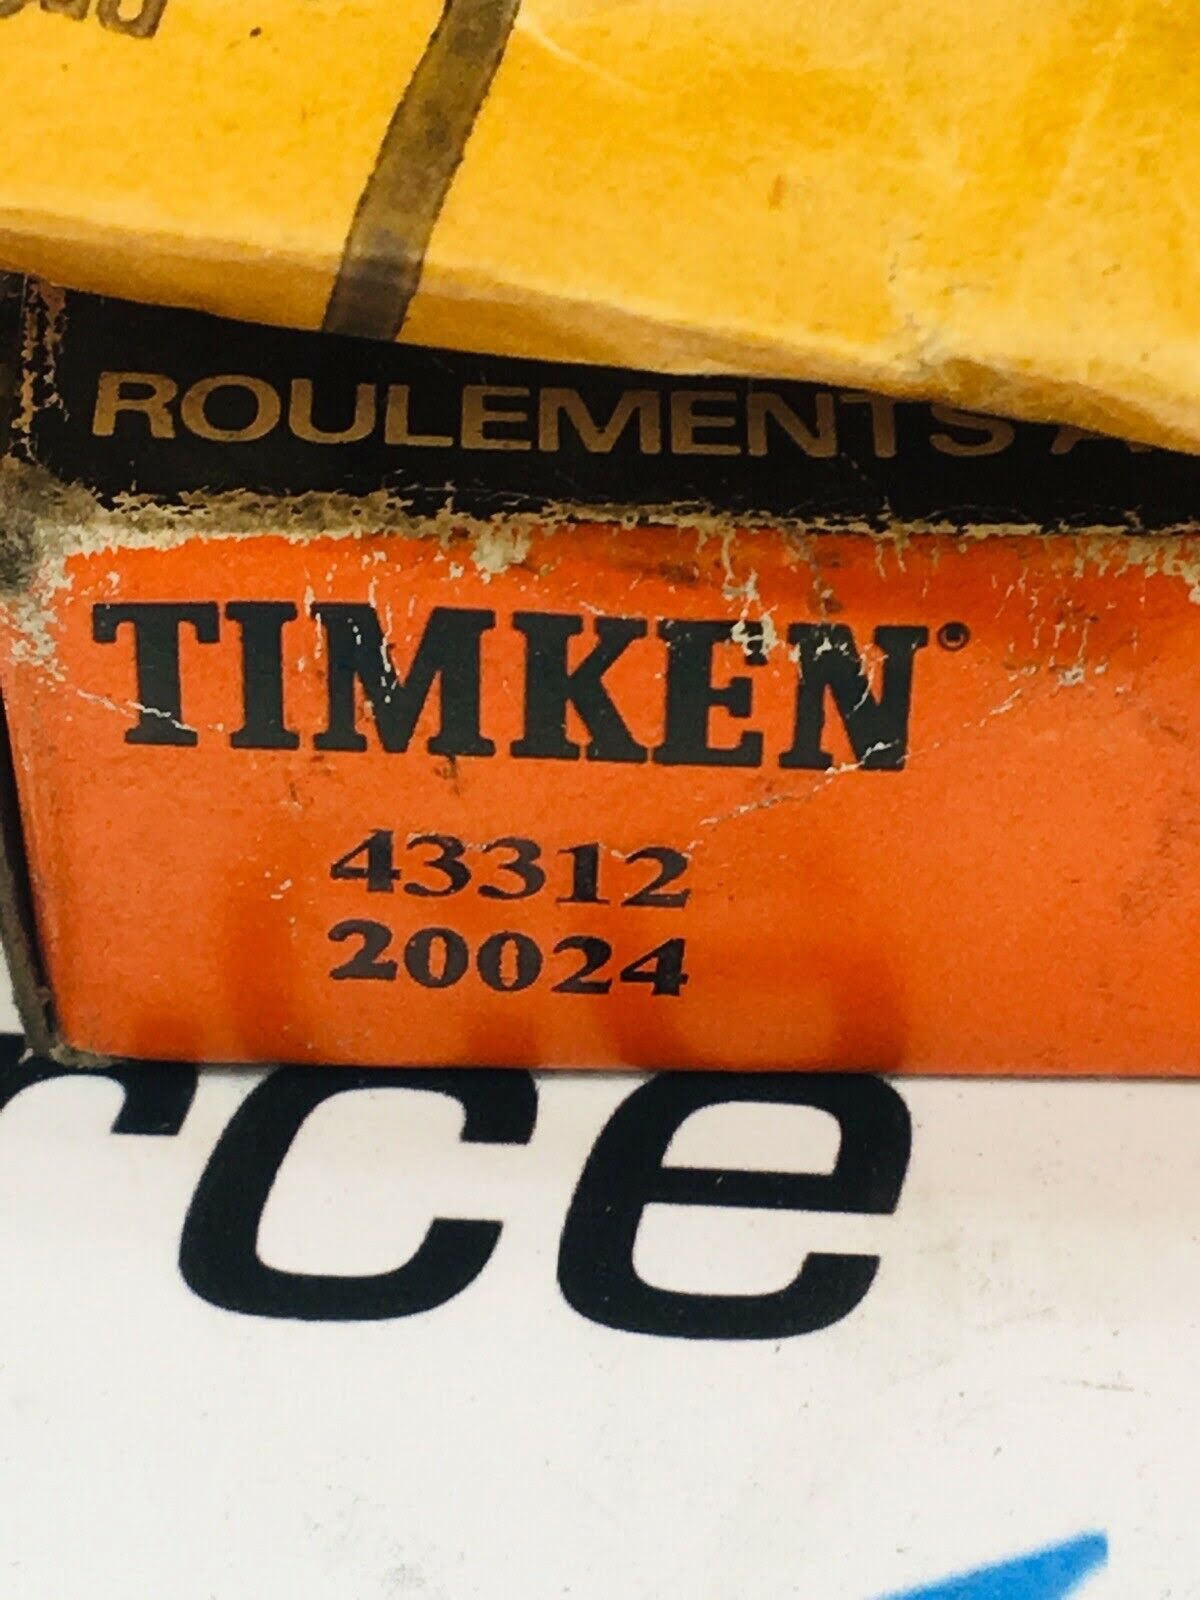 ROULEMENTS A
TIMKEN®
43312
20024
rce